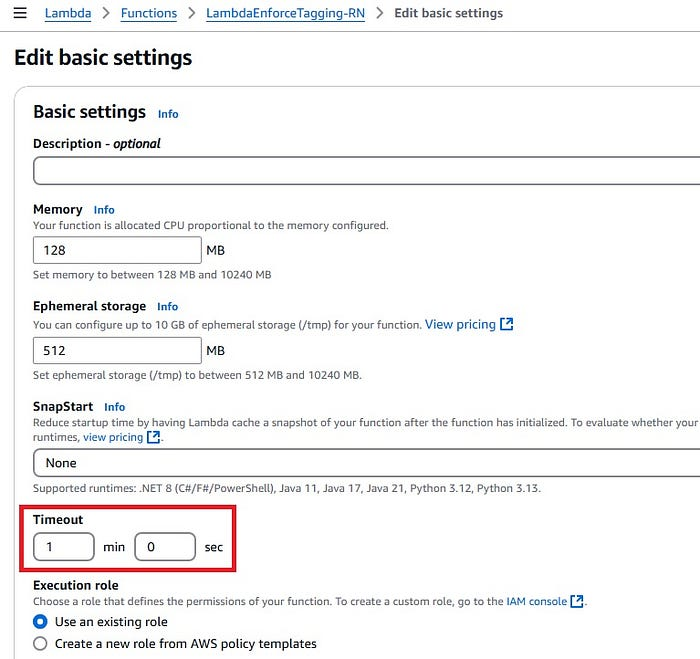 Lambda > Functions > LambdaEnforceTagging-RN > Edit basic settings
Edit basic settings
Basic settings Info
Description - optional
Memory Info
Your function is allocated CPU proportional to the memory configured.
128 MB
Set memory to between 128 MB and 10240 MB
Ephemeral storage Info
You can configure up to 10 GB of ephemeral storage (/tmp) for your function. View pricing
512 MB
Set ephemeral storage (/tmp) to between 512 MB and 10240 MB.
SnapStart Info
Reduce startup time by having Lambda cache a snapshot of your function after the function has initialized. To evaluate whether your
runtimes, view pricing.
None
Supported runtimes: .NET 8 (C#/F#/PowerShell), Java 11, Java 17, Java 21, Python 3.12, Python 3.13.
Timeout
1 min 0 sec
Execution role
Choose a role that defines the permissions of your function. To create a custom role, go to the IAM console.
Use an existing role
Create a new role from AWS policy templates